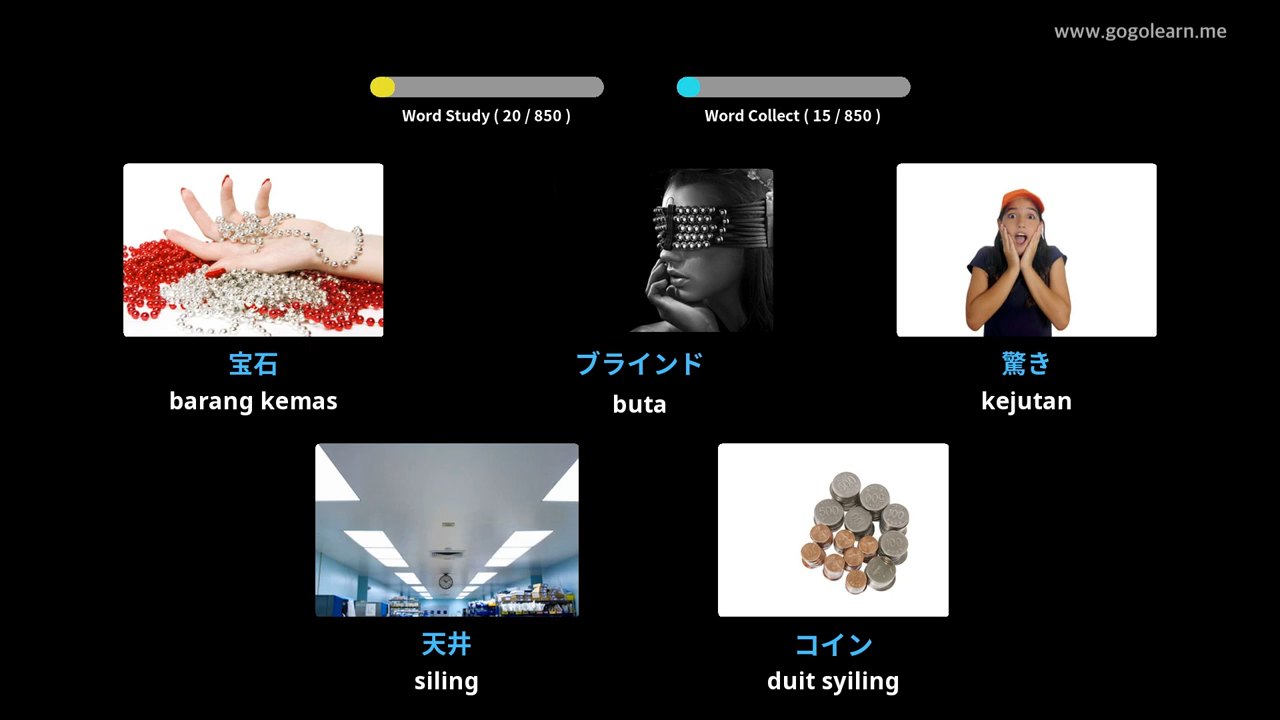 www.gogolearn.me
Word Study ( 20 / 850 )
Word Collect ( 15 / 850 )
宝石
barang kemas
ブラインド
buta
驚き
kejutan
天井
siling
コイン
duit syiling